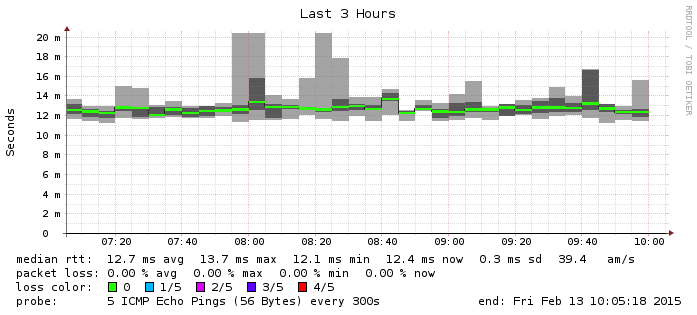 Last 3 Hours
RRDTOOL / TOBI OETIKER
Seconds
20 m
18 m
16 m
14 m
12 m
10 m
8 m
6 m
4 m
2 m
0
07:20 07:40 08:00 08:20 08:40 09:00 09:20 09:40 10:00
median rtt: 12.7 ms avg 13.7 ms max 12.1 ms min 12.4 ms now 0.3 ms sd 39.4 am/s
packet loss: 0.00 % avg 0.00 % max 0.00 % min 0.00 % now
loss color: 0 1/5 2/5 3/5 4/5
probe: 5 ICMP Echo Pings (56 Bytes) every 300s end: Fri Feb 13 10:05:18 2015